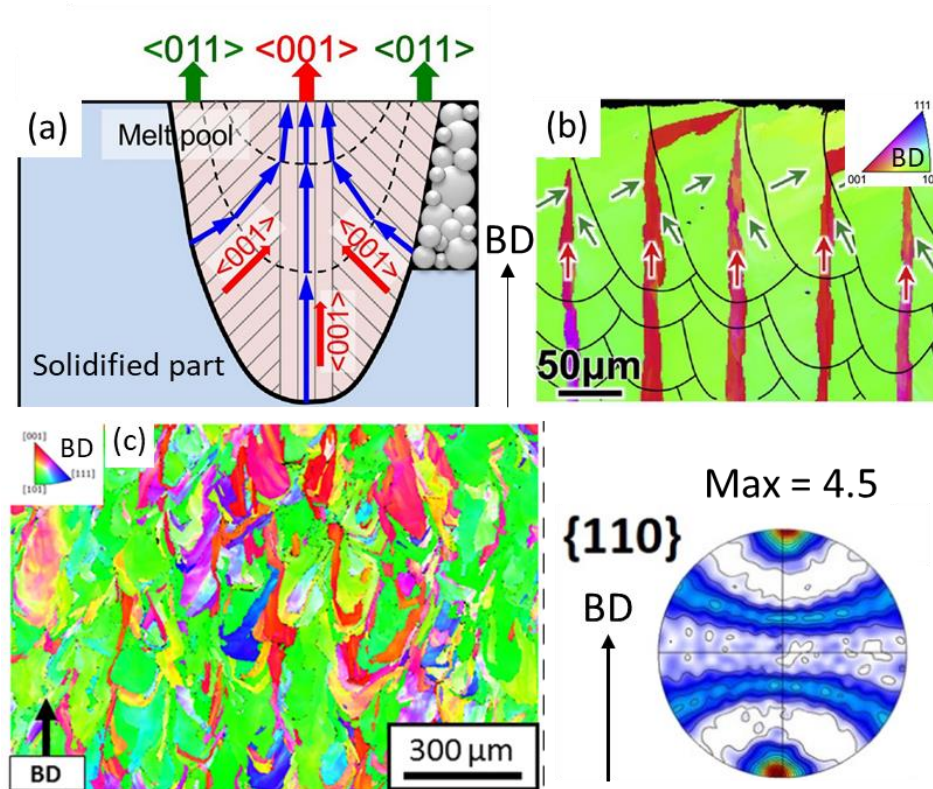 <011> <001> <011>
(a)
Melt pool
<001>
<001>
<001>
Solidified part
BD
(b)
111
BD
001
10
50μm
[001]
BD
[111]
[101]
(c)
BD
300 μm
Max = 4.5
{110}
BD